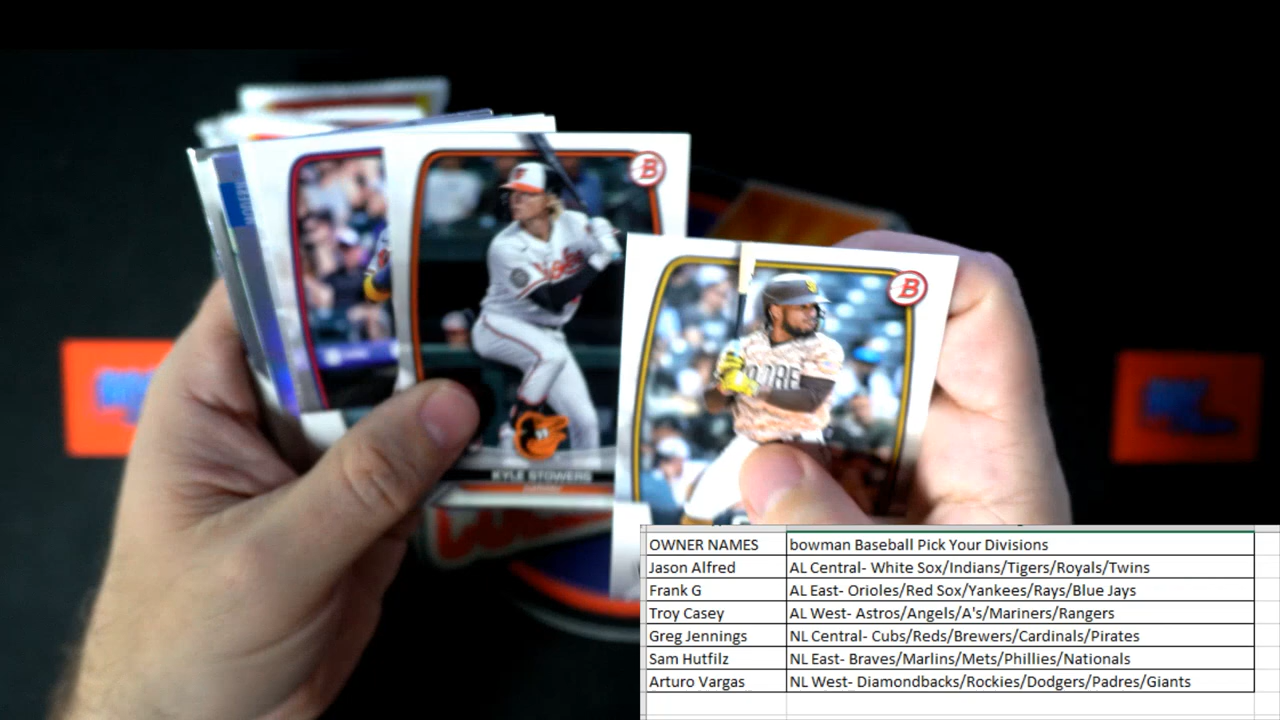 B
B
KYLE STOWERS
OWNER NAMES bowman Baseball Pick Your Divisions
Jason Alfred AL Central- White Sox/Indians/Tigers/Royals/Twins
Frank G AL East- Orioles/Red Sox/Yankees/Rays/Blue Jays
Troy Casey AL West- Astros/Angels/A's/Mariners/Rangers
Greg Jennings NL Central- Cubs/Reds/Brewers/Cardinals/Pirates
Sam Hutfilz NL East- Braves/Marlins/Mets/Phillies/Nationals
Arturo Vargas NL West- Diamondbacks/Rockies/Dodgers/Padres/Giants